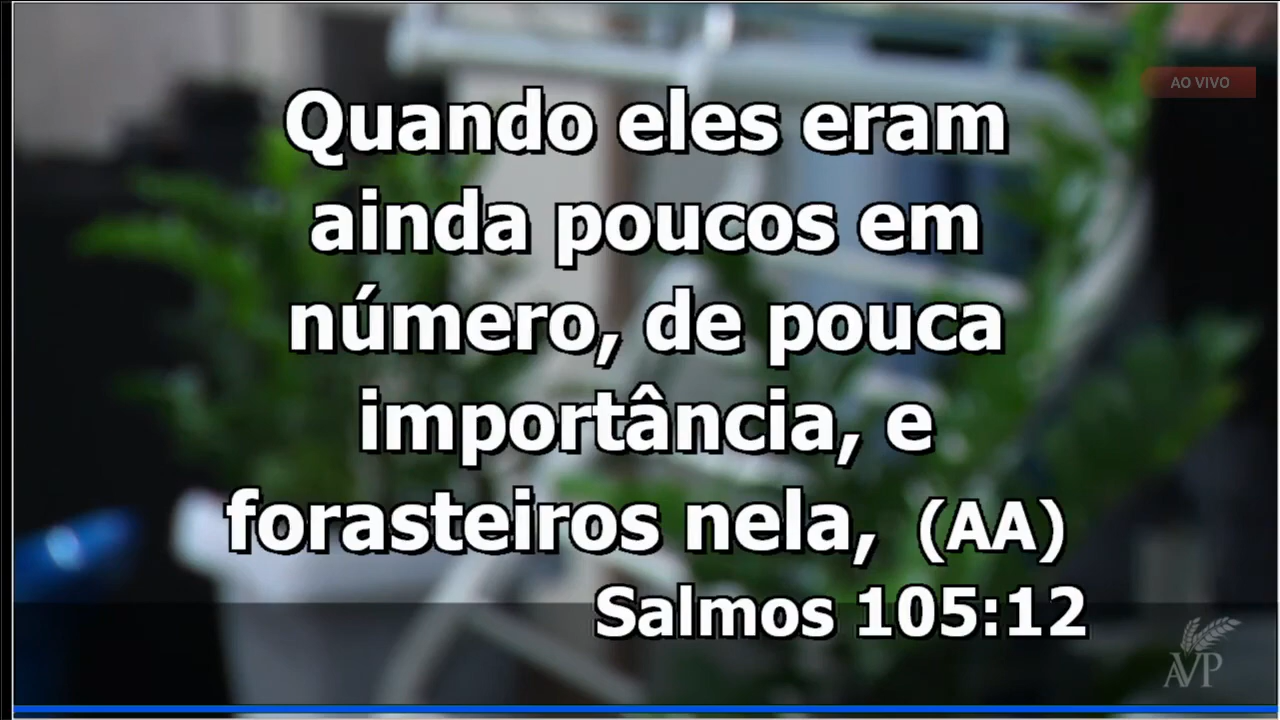 AO VIVO
Quando eles eram
ainda poucos em
número, de pouca
importância, e
forasteiros nela, (AA)
Salmos 105:12
AVP